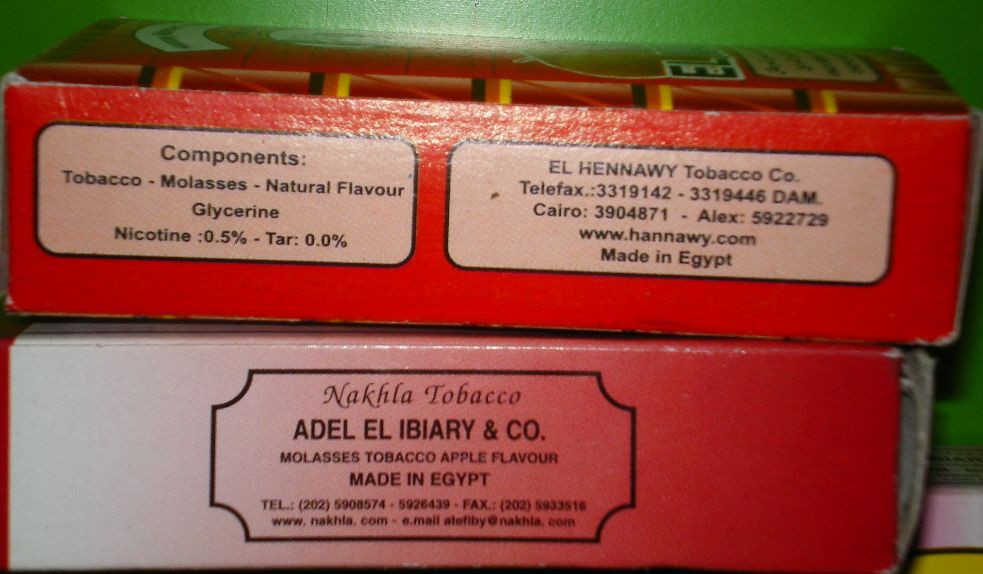 Components:
Tobacco - Molasses - Natural Flavour
Glycerine
Nicotine :0.5% - Tar: 0.0%
EL HENNAWY Tobacco Co.
Telefax.:3319142 - 3319446 DAM.
Cairo: 3904871 - Alex: 5922729
www.hannawy.com
Made in Egypt
Nakhla Tobacco
ADEL EL IBIARY & CO.
MOLASSES TOBACCO APPLE FLAVOUR
MADE IN EGYPT
TEL.: (202) 5908574 - 5926439 - FAX.: (202) 5933516
www. nakhla. com - e.mail atefiby@nakhla. com